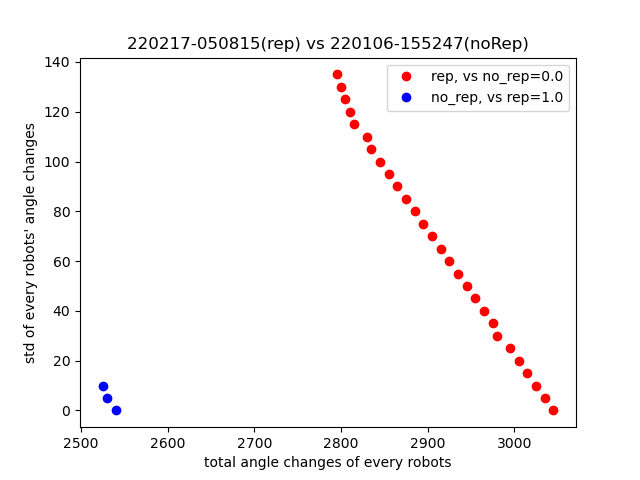 220217-050815(rep) vs 220106-155247(noRep)
rep, vs no_rep=0.0
no_rep, vs rep=1.0
std of every robots' angle changes
140
120
100
80
60
40
20
0
2500 2600 2700 2800 2900 3000
total angle changes of every robots